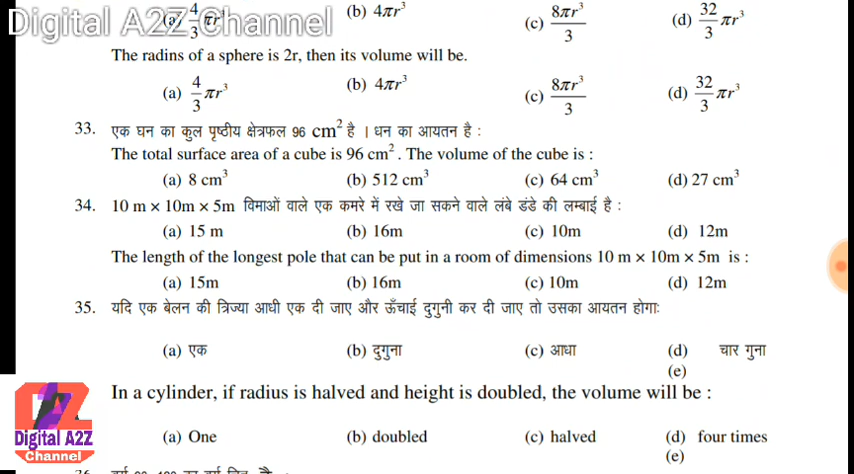 Digital A2Z Channel
(a) 4/3 πr³ (b) 4πr³ (c) 8πr³/3 (d) 32/3 πr³
The radins of a sphere is 2r, then its volume will be.
(a) 4/3 πr³ (b) 4πr³ (c) 8πr³/3 (d) 32/3 πr³
33. एक घन का कुल पृष्ठीय क्षेत्रफल 96 cm² है । धन का आयतन है :
The total surface area of a cube is 96 cm². The volume of the cube is :
(a) 8 cm³ (b) 512 cm³ (c) 64 cm³ (d) 27 cm³
34. 10 m × 10m × 5m विमाओं वाले एक कमरे में रखे जा सकने वाले लंबे डंडे की लम्बाई है :
(a) 15 m (b) 16m (c) 10m (d) 12m
The length of the longest pole that can be put in a room of dimensions 10 m × 10m × 5m is :
(a) 15m (b) 16m (c) 10m (d) 12m
35. यदि एक बेलन की त्रिज्या आधी एक दी जाए और ऊँचाई दुगुनी कर दी जाए तो उसका आयतन होगाः
(a) एक (b) दुगुना (c) आधा (d) चार गुना
(e)
In a cylinder, if radius is halved and height is doubled, the volume will be :
(a) One (b) doubled (c) halved (d) four times
(e)
Digital A2Z
Channel